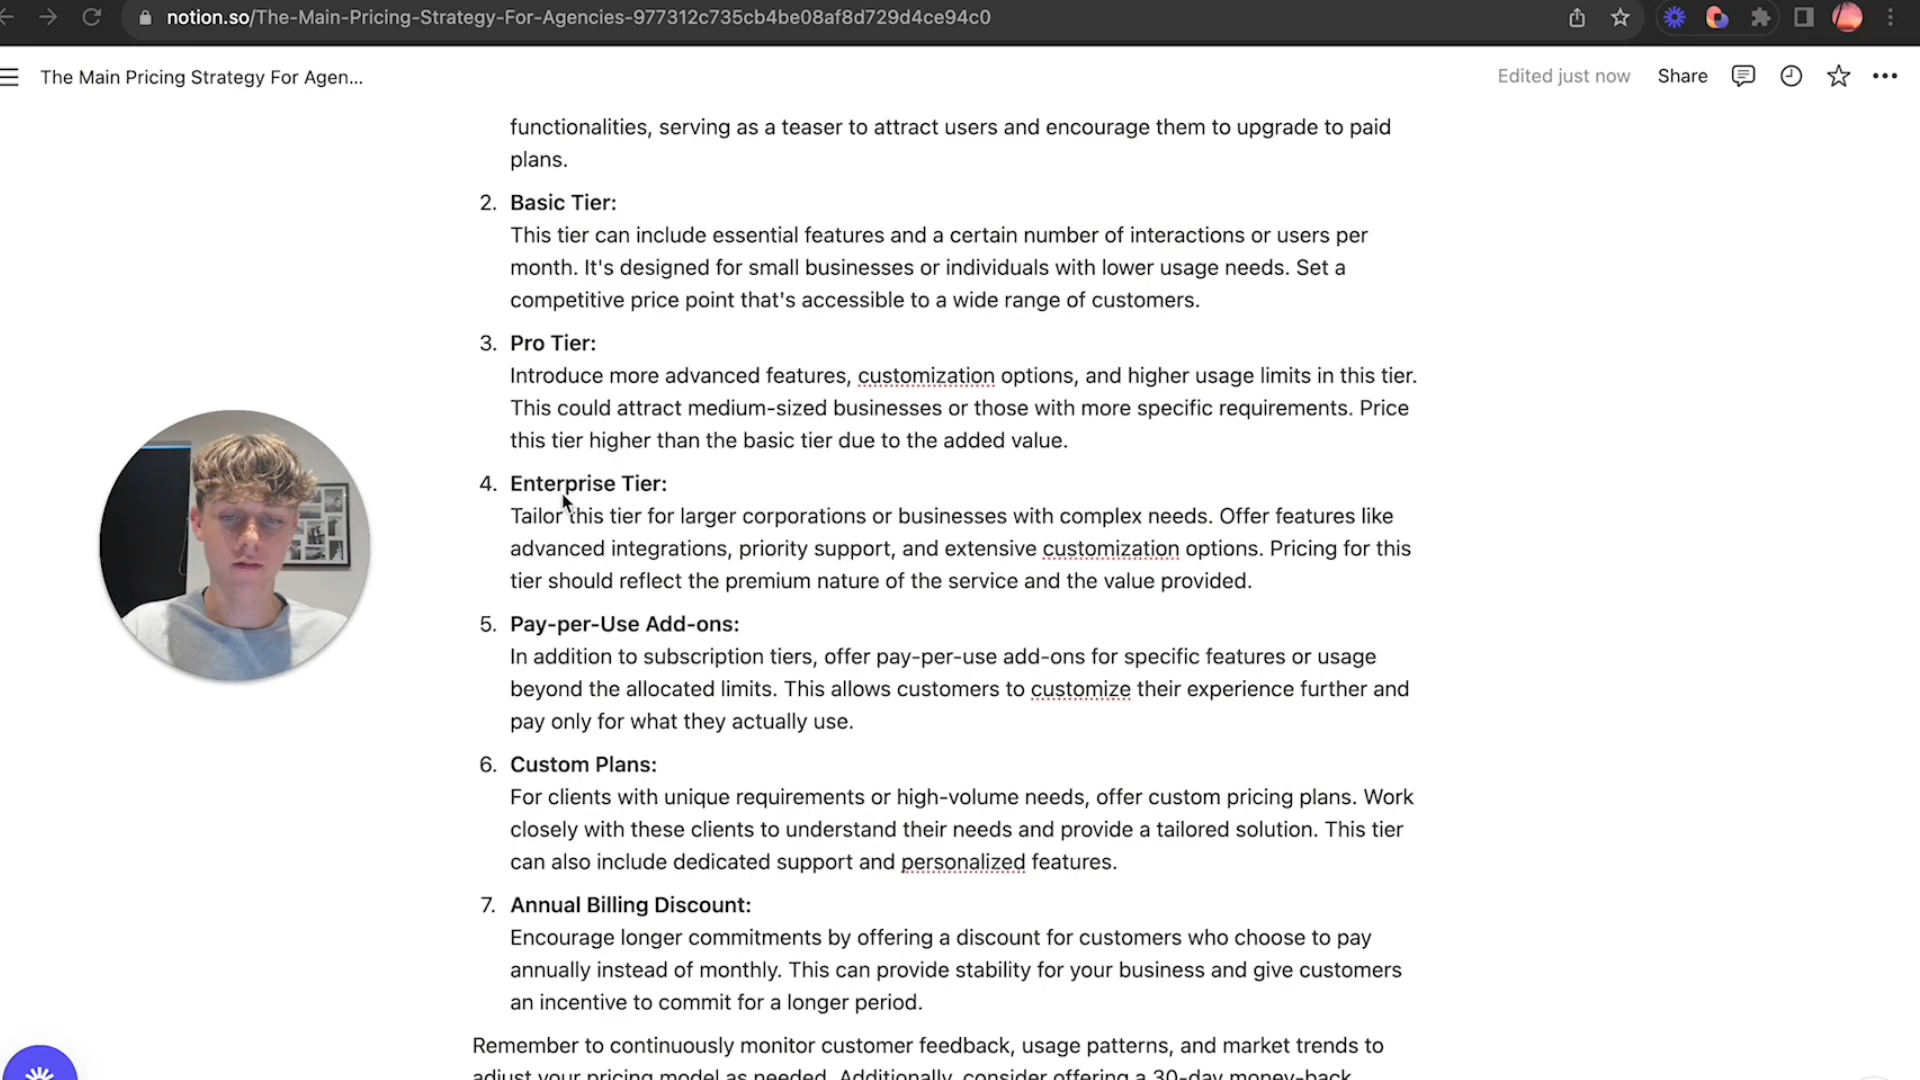 notion.so/The-Main-Pricing-Strategy-For-Agencies-977312c735cb4be08af8d729d4ce94c0
The Main Pricing Strategy For Agen...
Edited just now
Share
functionalities, serving as a teaser to attract users and encourage them to upgrade to paid
plans.
2. Basic Tier:
This tier can include essential features and a certain number of interactions or users per
month. It's designed for small businesses or individuals with lower usage needs. Set a
competitive price point that's accessible to a wide range of customers.
3. Pro Tier:
Introduce more advanced features, customization options, and higher usage limits in this tier.
This could attract medium-sized businesses or those with more specific requirements. Price
this tier higher than the basic tier due to the added value.
4. Enterprise Tier:
Tailor this tier for larger corporations or businesses with complex needs. Offer features like
advanced integrations, priority support, and extensive customization options. Pricing for this
tier should reflect the premium nature of the service and the value provided.
5. Pay-per-Use Add-ons:
In addition to subscription tiers, offer pay-per-use add-ons for specific features or usage
beyond the allocated limits. This allows customers to customize their experience further and
pay only for what they actually use.
6. Custom Plans:
For clients with unique requirements or high-volume needs, offer custom pricing plans. Work
closely with these clients to understand their needs and provide a tailored solution. This tier
can also include dedicated support and personalized features.
7. Annual Billing Discount:
Encourage longer commitments by offering a discount for customers who choose to pay
annually instead of monthly. This can provide stability for your business and give customers
an incentive to commit for a longer period.
Remember to continuously monitor customer feedback, usage patterns, and market trends to
adjust your pricing model as needed. Additionally, consider offering a 30-day money-back